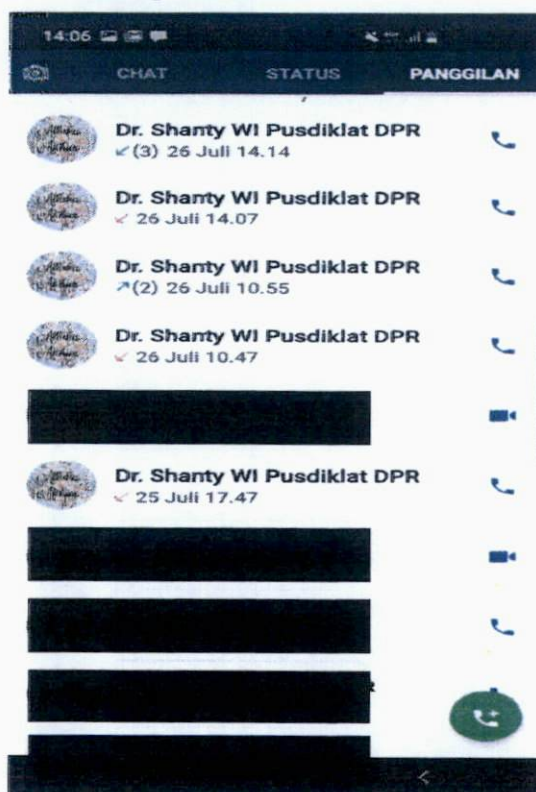 14:06
CHAT STATUS PANGGILAN
Dr. Shanty WI Pusdiklat DPR
(3) 26 Juli 14.14
Dr. Shanty WI Pusdiklat DPR
26 Juli 14.07
Dr. Shanty WI Pusdiklat DPR
(2) 26 Juli 10.55
Dr. Shanty WI Pusdiklat DPR
26 Juli 10.47
Dr. Shanty WI Pusdiklat DPR
25 Juli 17.47